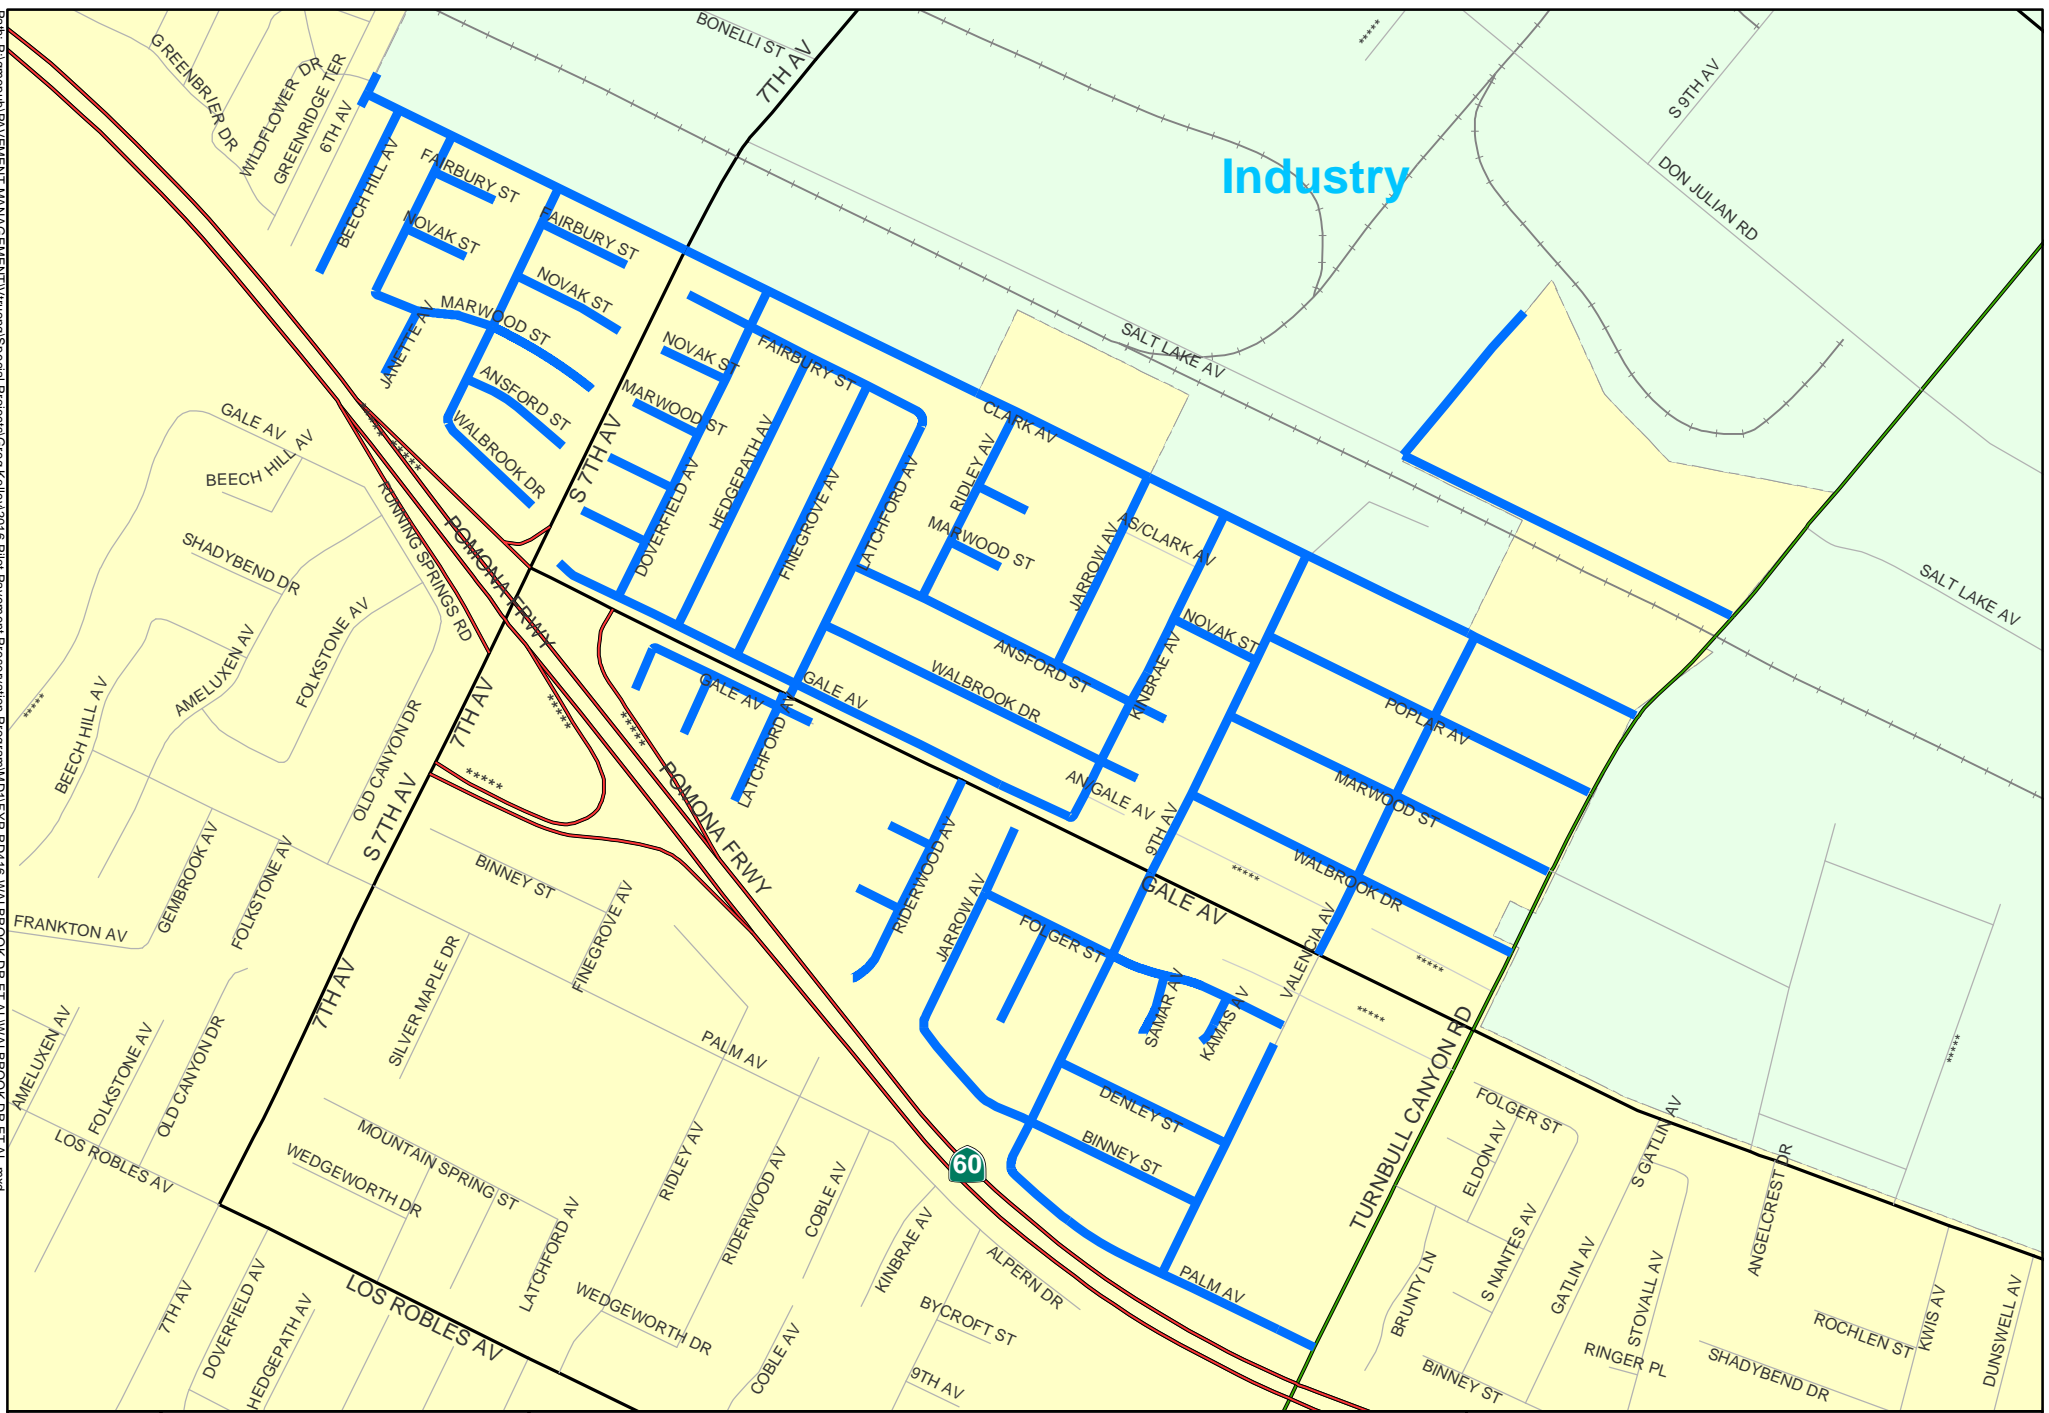 BONELLI ST
7TH AV
GREENBRIER DR
WILDFLOWER DR
GREENRIDGE TER
6TH AV
*****
S 9TH AV
Industry
DON JULIAN RD
BEECH HILL AV
FAIRBURY ST
NOVAK ST
FAIRBURY ST
NOVAK ST
MARWOOD ST
JANETTE AV
ANSFORD ST
WALBROOK DR
S 7TH AV
NOVAK ST
FAIRBURY ST
MARWOOD ST
SALT LAKE AV
CLARK AV
GALE AV
BEECH HILL AV
*****
RUNNING SPRINGS RD
POMONA FRWY
DOVERFIELD AV
HEDGEPATH AV
FINEGROVE AV
LATCHFORD AV
RIDLEY AV
MARWOOD ST
JARROW AV
AS/CLARK AV
NOVAK ST
KINBRAE AV
SHADYBEND DR
FOLKSTONE AV
AMELUXEN AV
SALT LAKE AV
ANSFORD ST
WALBROOK DR
GALE AV
GALE AV
LATCHFORD AV
*****
*****
*****
*****
BEECH HILL AV
OLD CANYON DR
7TH AV
S 7TH AV
POMONA FRWY
POPLAR AV
MARWOOD ST
AN/GALE AV
9TH AV
WALBROOK DR
*****
GALE AV
VALENCIA AV
*****
*****
RIDERWOOD AV
JARROW AV
FOLGER ST
SAMAR AV
KAMAS AV
BINNEY ST
FINEGROVE AV
GEMBROOK AV
FOLKSTONE AV
FRANKTON AV
SILVER MAPLE DR
7TH AV
PALM AV
AMELUXEN AV
FOLKSTONE AV
OLD CANYON DR
LOS ROBLES AV
MOUNTAIN SPRING ST
WEDGEWORTH DR
RIDLEY AV
RIDERWOOD AV
COBLE AV
60
DENLEY ST
BINNEY ST
TURNBULL CANYON RD
*****
FOLGER ST
ELDON AV
S GATLIN AV
ANGELCREST DR
S NANTES AV
GATLIN AV
STOVALL AV
BRUNTY LN
PALM AV
KINBRAE AV
ALPERN DR
LATCHFORD AV
LOS ROBLES AV
WEDGEWORTH DR
7TH AV
DOVERFIELD AV
HEDGEPATH AV
COBLE AV
BYCROFT ST
9TH AV
BINNEY ST
RINGER PL
SHADYBEND DR
ROCHLEN ST
KWIS AV
DUNSWELL AV